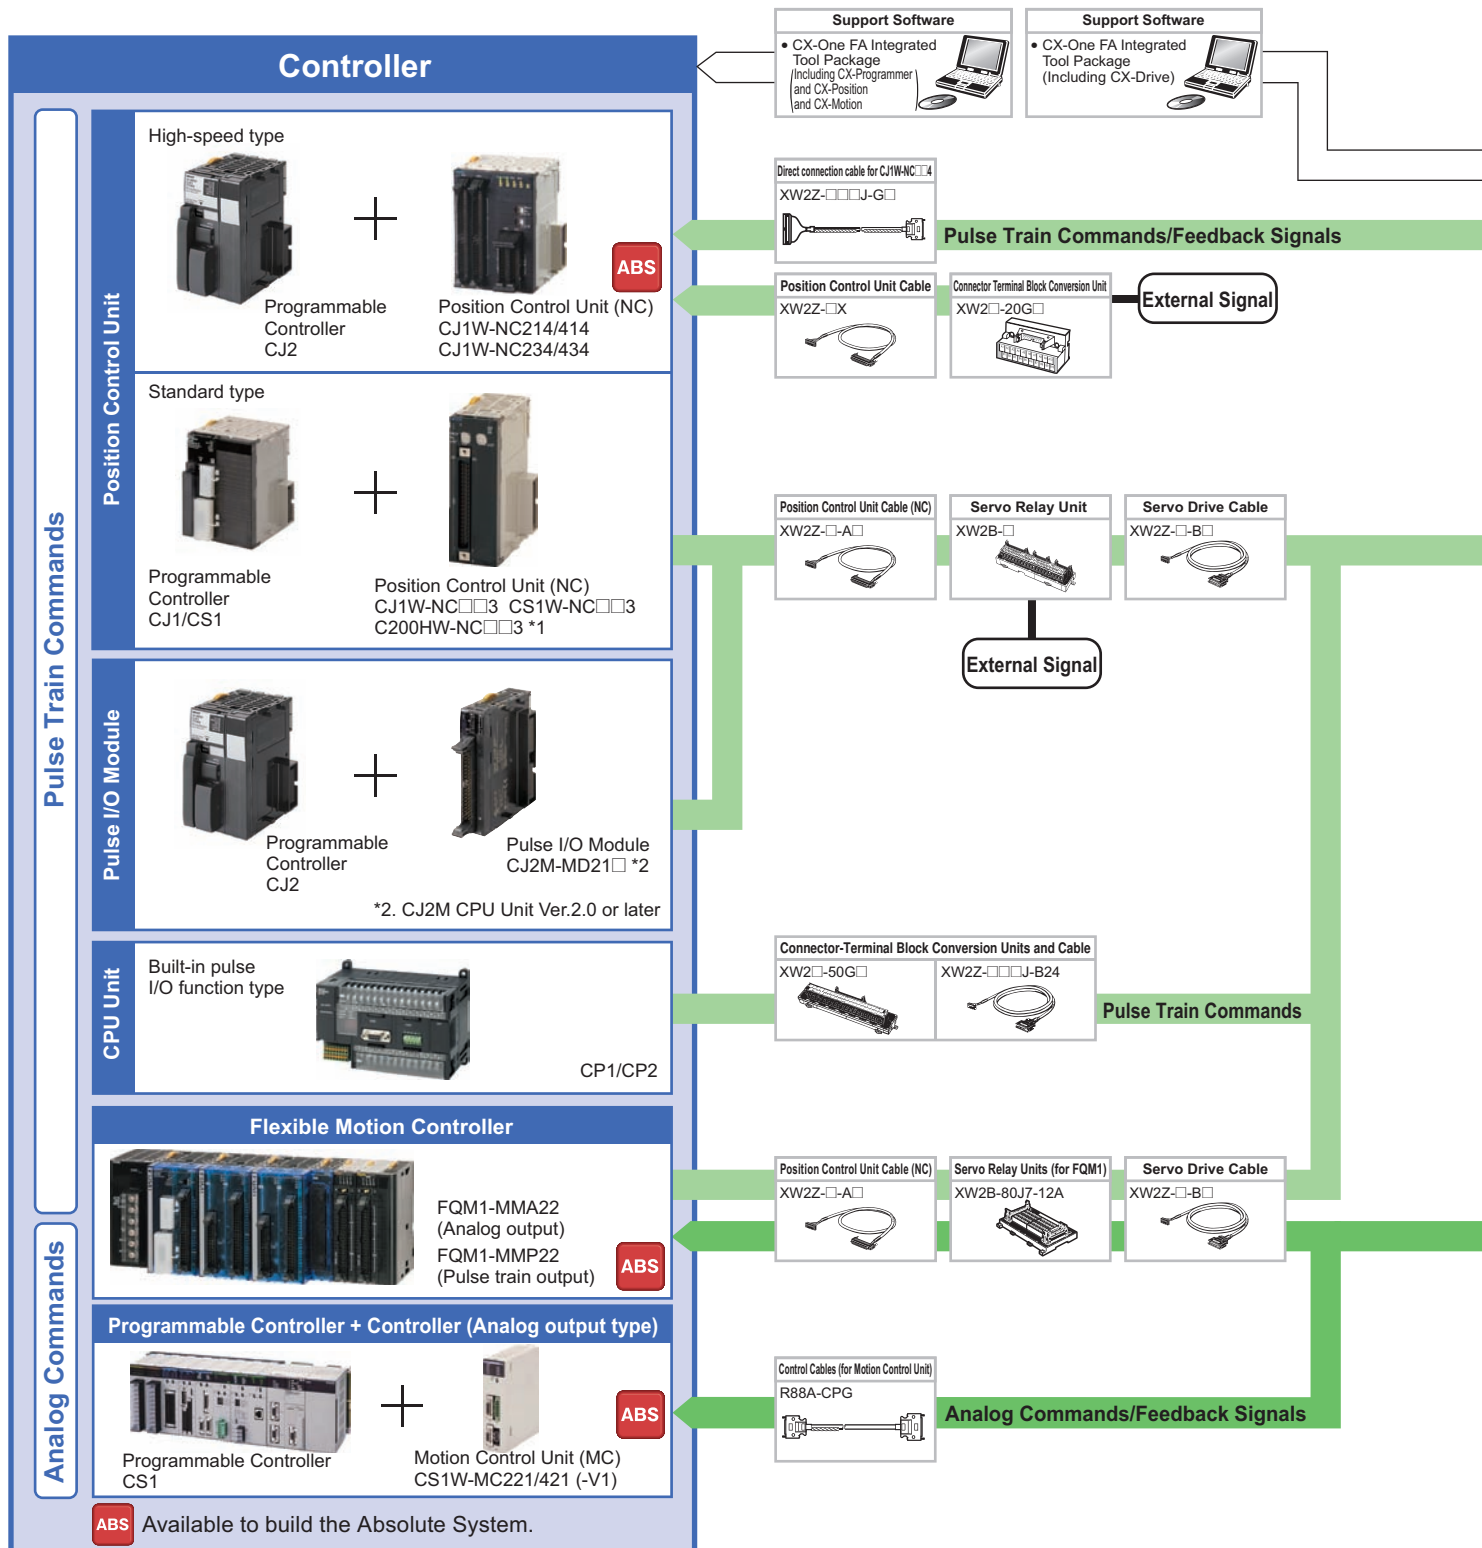 Support Software
• CX-One FA Integrated
Tool Package
(Including CX-Programmer
and CX-Position
and CX-Motion)
Support Software
• CX-One FA Integrated
Tool Package
(Including CX-Drive)
Controller
Pulse Train Commands
Analog Commands
Position Control Unit
High-speed type
Programmable
Controller
CJ2
ABS
Position Control Unit (NC)
CJ1W-NC214/414
CJ1W-NC234/434
Direct connection cable for CJ1W-NC□□4
XW2Z-□□□J-G□
Pulse Train Commands/Feedback Signals
Position Control Unit Cable
XW2Z-□X
Connector Terminal Block Conversion Unit
XW2□-20G□
External Signal
Standard type
Programmable
Controller
CJ1/CS1
Position Control Unit (NC)
CJ1W-NC□□3 CS1W-NC□□3
C200HW-NC□□3 *1
Position Control Unit Cable (NC)
XW2Z-□-A□
Servo Relay Unit
XW2B-□
Servo Drive Cable
XW2Z-□-B□
External Signal
Pulse I/O Module
Programmable
Controller
CJ2
Pulse I/O Module
CJ2M-MD21□ *2
*2. CJ2M CPU Unit Ver.2.0 or later
CPU Unit
Built-in pulse
I/O function type
CP1/CP2
Connector-Terminal Block Conversion Units and Cable
XW2□-50G□
XW2Z-□□□J-B24
Pulse Train Commands
Flexible Motion Controller
FQM1-MMA22
(Analog output)
FQM1-MMP22
(Pulse train output)
ABS
Position Control Unit Cable (NC)
XW2Z-□-A□
Servo Relay Units (for FQM1)
XW2B-80J7-12A
Servo Drive Cable
XW2Z-□-B□
Programmable Controller + Controller (Analog output type)
Programmable Controller
CS1
Motion Control Unit (MC)
CS1W-MC221/421 (-V1)
ABS
Control Cables (for Motion Control Unit)
R88A-CPG
Analog Commands/Feedback Signals
ABS Available to build the Absolute System.